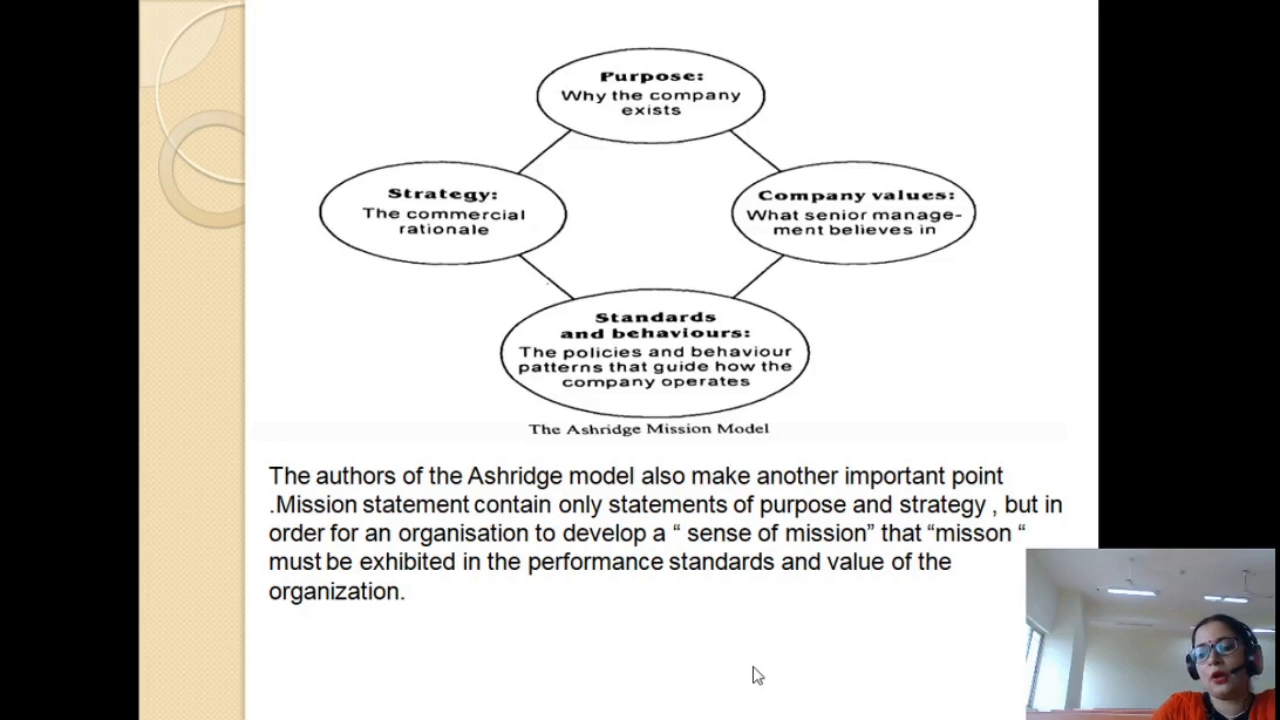 Purpose:
Why the company
exists
Strategy:
The commercial
rationale
Company values:
What senior manage-
ment believes in
Standards
and behaviours:
The policies and behaviour
patterns that guide how the
company operates
The Ashridge Mission Model
The authors of the Ashridge model also make another important point
.Mission statement contain only statements of purpose and strategy , but in
order for an organisation to develop a “ sense of mission” that “misson “
must be exhibited in the performance standards and value of the
organization.